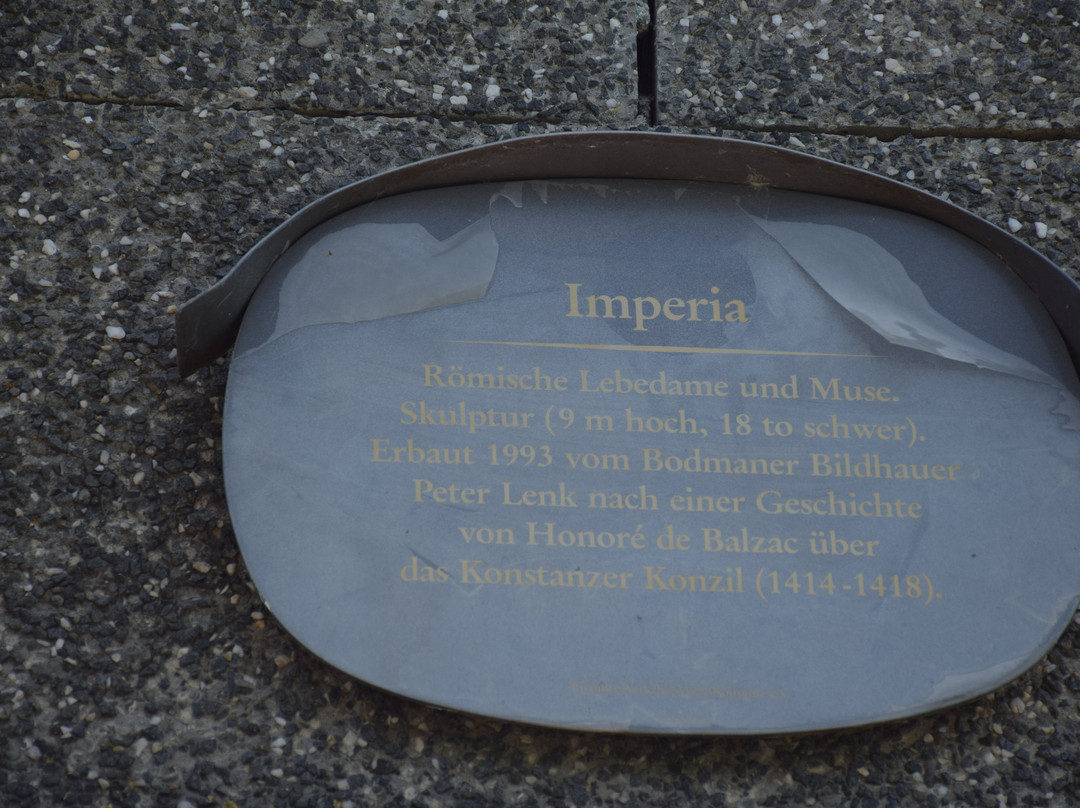 Imperia
Römische Lebedame und Muse.
Skulptur (9 m hoch, 18 to schwer).
Erbaut 1993 vom Bodmaner Bildhauer
Peter Lenk nach einer Geschichte
von Honoré de Balzac über
das Konstanzer Konzil (1414-1418).